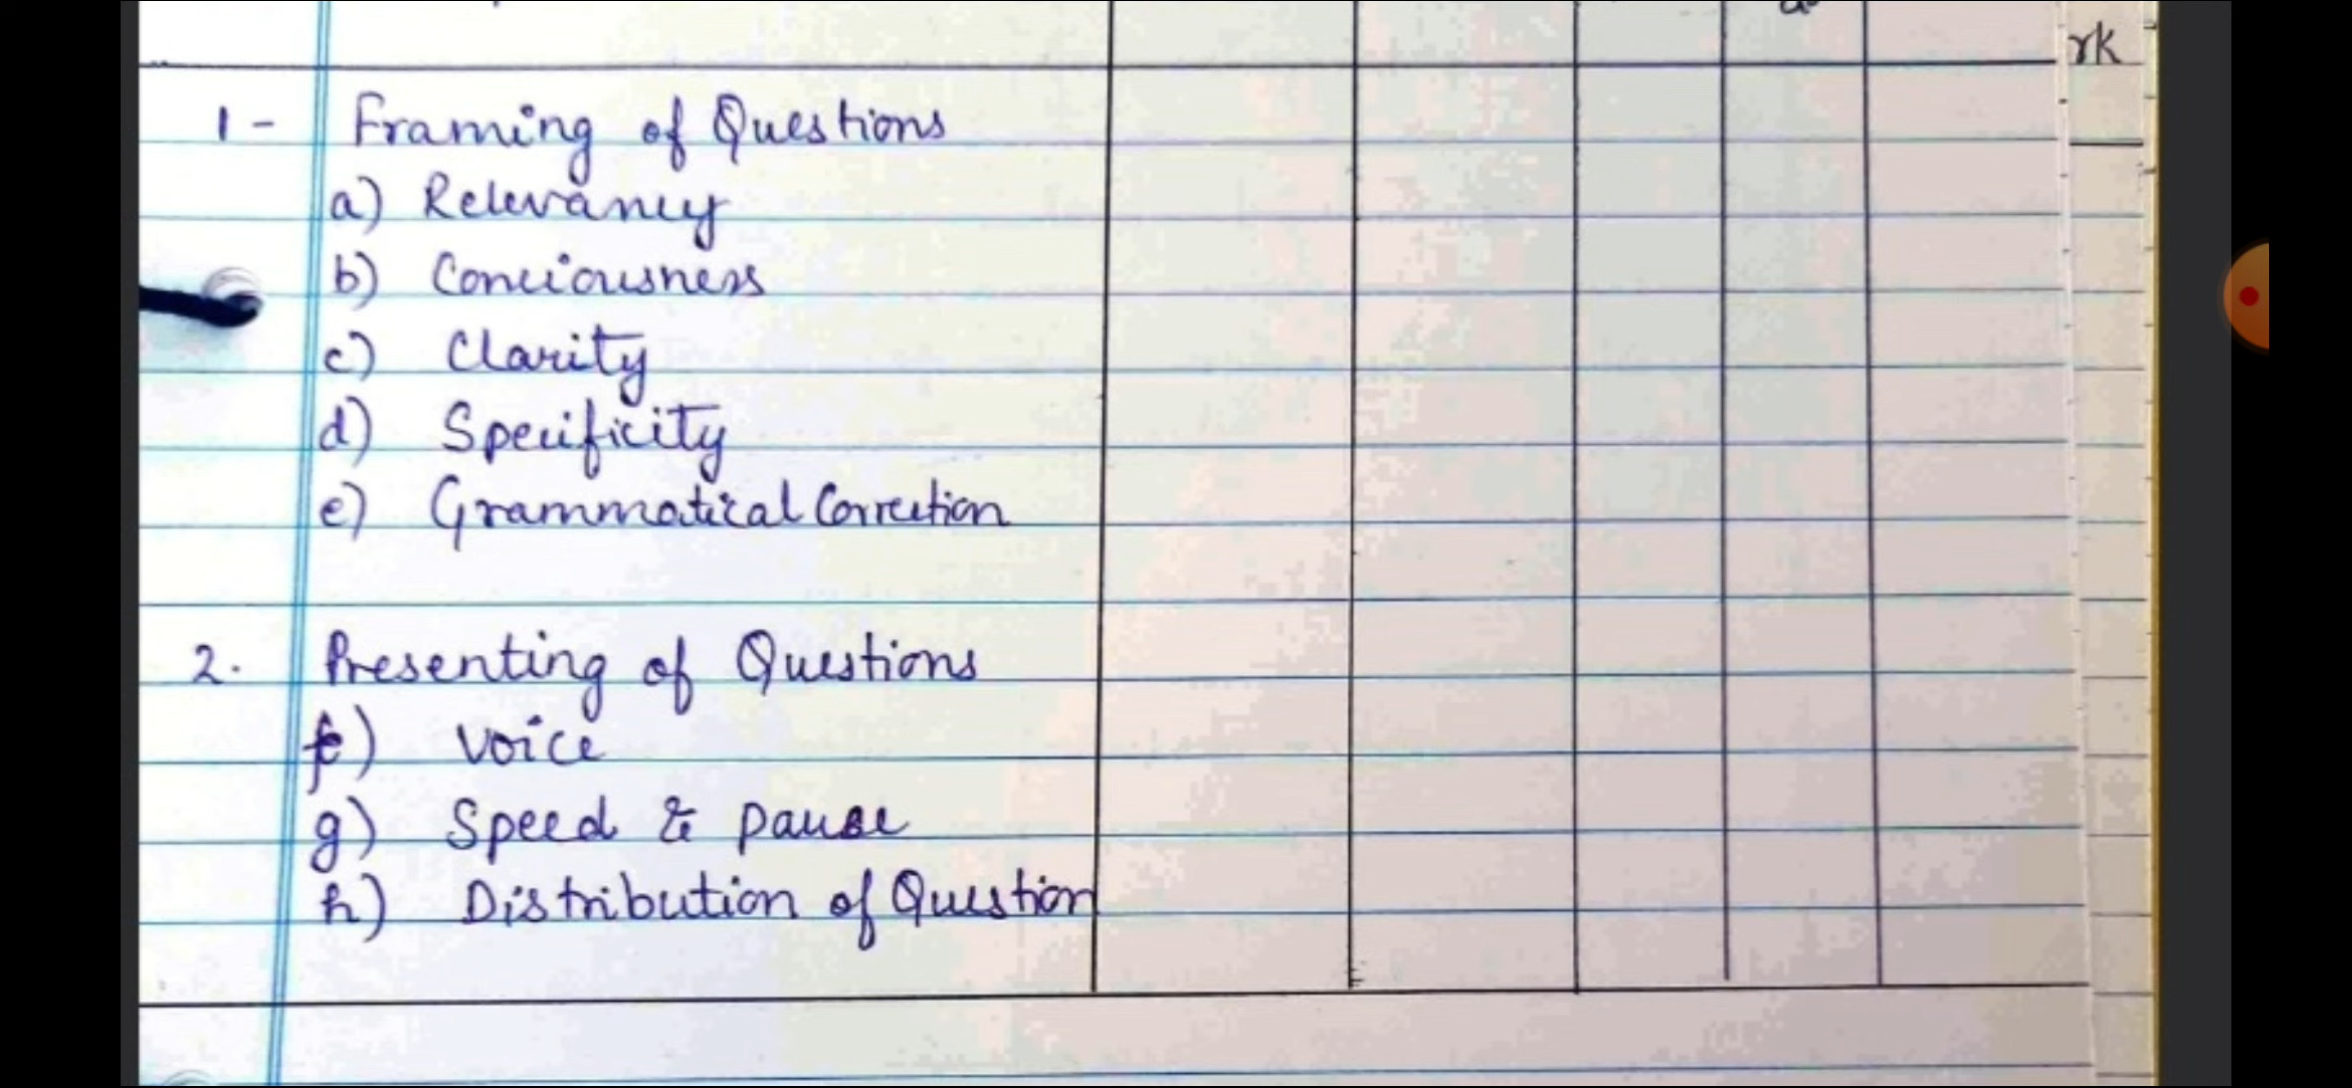 rk
1- Framing of Questions
a) Relevancy
b) Conciousness
c) Clarity
d) Specificity
e) Grammatical Correction
2. Presenting of Questions
f) Voice
g) Speed & pause
h) Distribution of Question